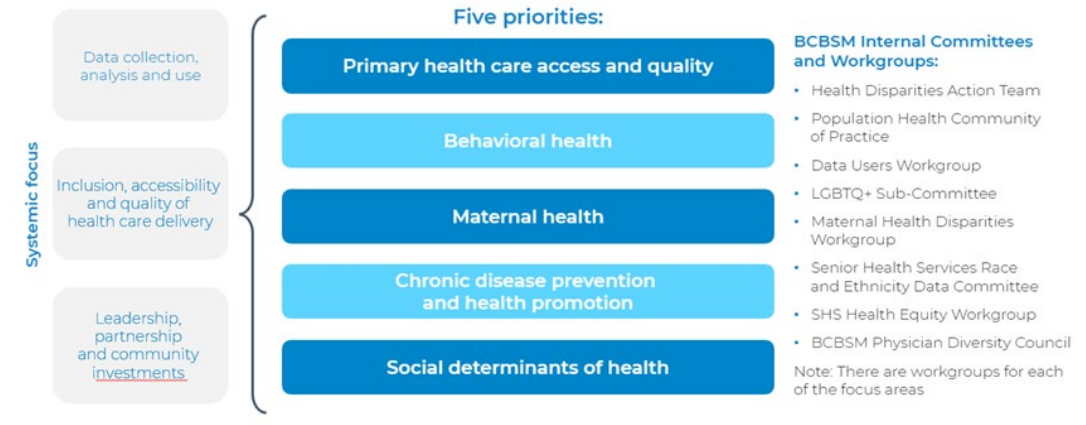 Systemic focus
Data collection,
analysis and use
Inclusion, accessibility
and quality of
health care delivery
Leadership,
partnership
and community
investments
Five priorities:
Primary health care access and quality
Behavioral health
Maternal health
Chronic disease prevention
and health promotion
Social determinants of health
BCBSM Internal Committees
and Workgroups:
• Health Disparities Action Team
• Population Health Community
of Practice
• Data Users Workgroup
• LGBTQ+ Sub-Committee
• Maternal Health Disparities
Workgroup
• Senior Health Services Race
and Ethnicity Data Committee
• SHS Health Equity Workgroup
• BCBSM Physician Diversity Council
Note: There are workgroups for each
of the focus areas